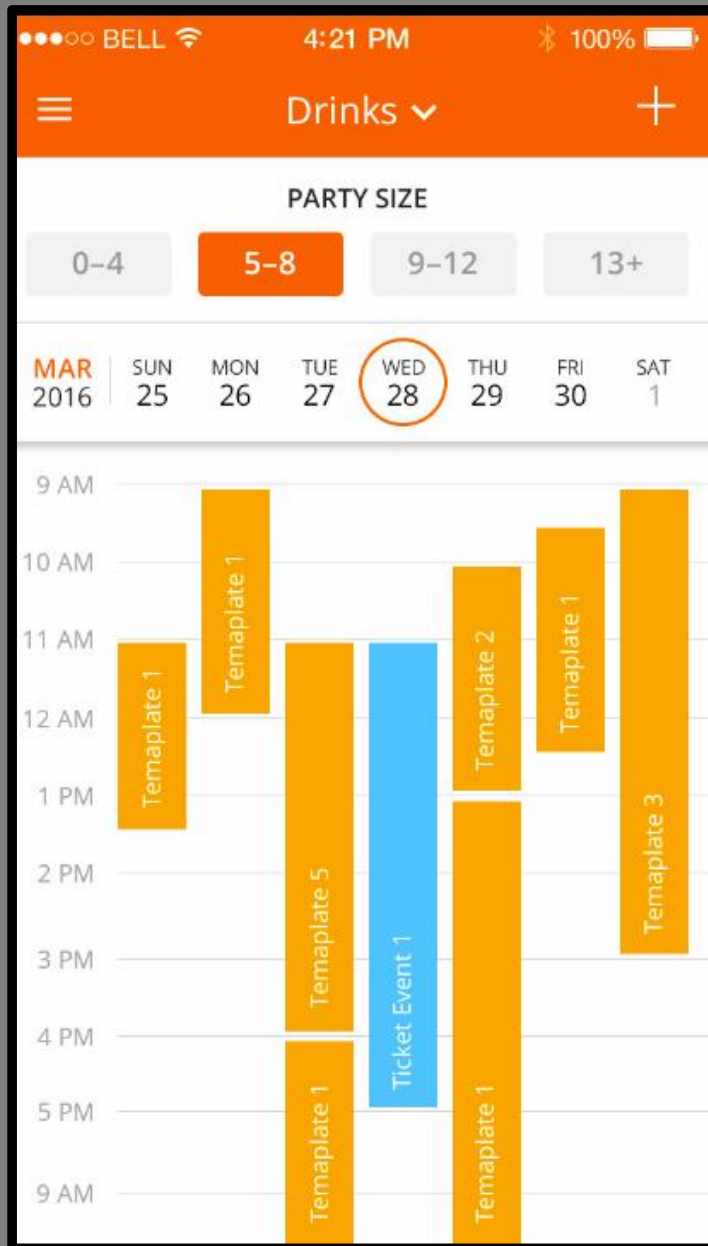 BELL 4:21 PM 100%
Drinks
PARTY SIZE
0–4 5–8 9–12 13+
MAR SUN MON TUE WED THU FRI SAT
2016 25 26 27 28 29 30 1
9 AM
10 AM
11 AM
12 AM
1 PM
2 PM
3 PM
4 PM
5 PM
9 AM
Temaplate 1
Temaplate 1
Temaplate 5
Temaplate 1
Ticket Event 1
Temaplate 2
Temaplate 1
Temaplate 1
Temaplate 3